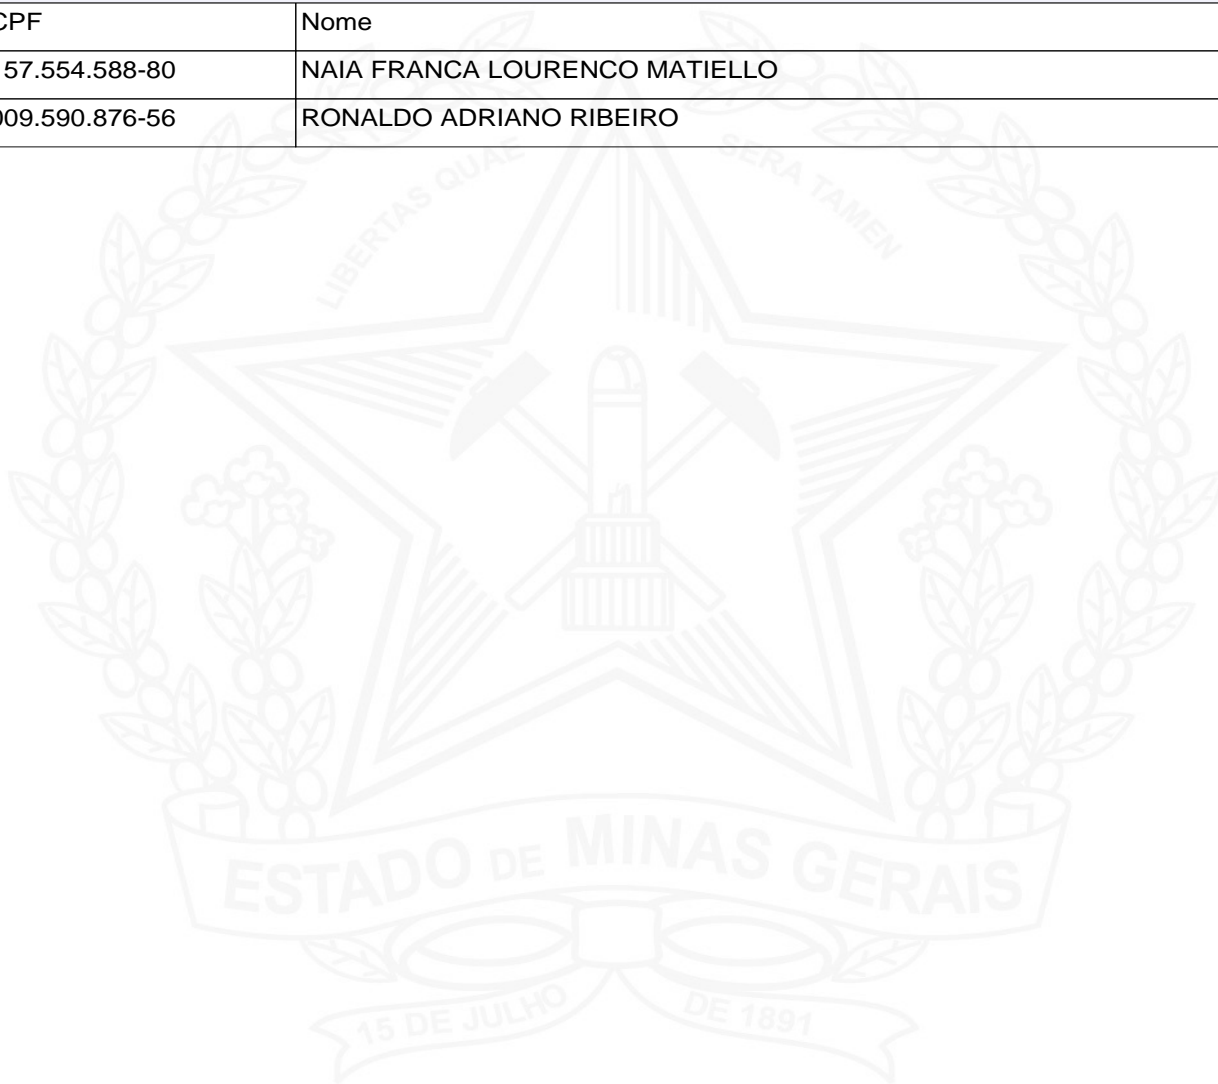 CPF Nome
57.554.588-80 NAIA FRANCA LOURENCO MATIELLO
009.590.876-56 RONALDO ADRIANO RIBEIRO
LIBERTAS QUAE SERA TAMEN
ESTADO DE MINAS GERAIS
15 DE JULHO DE 1891